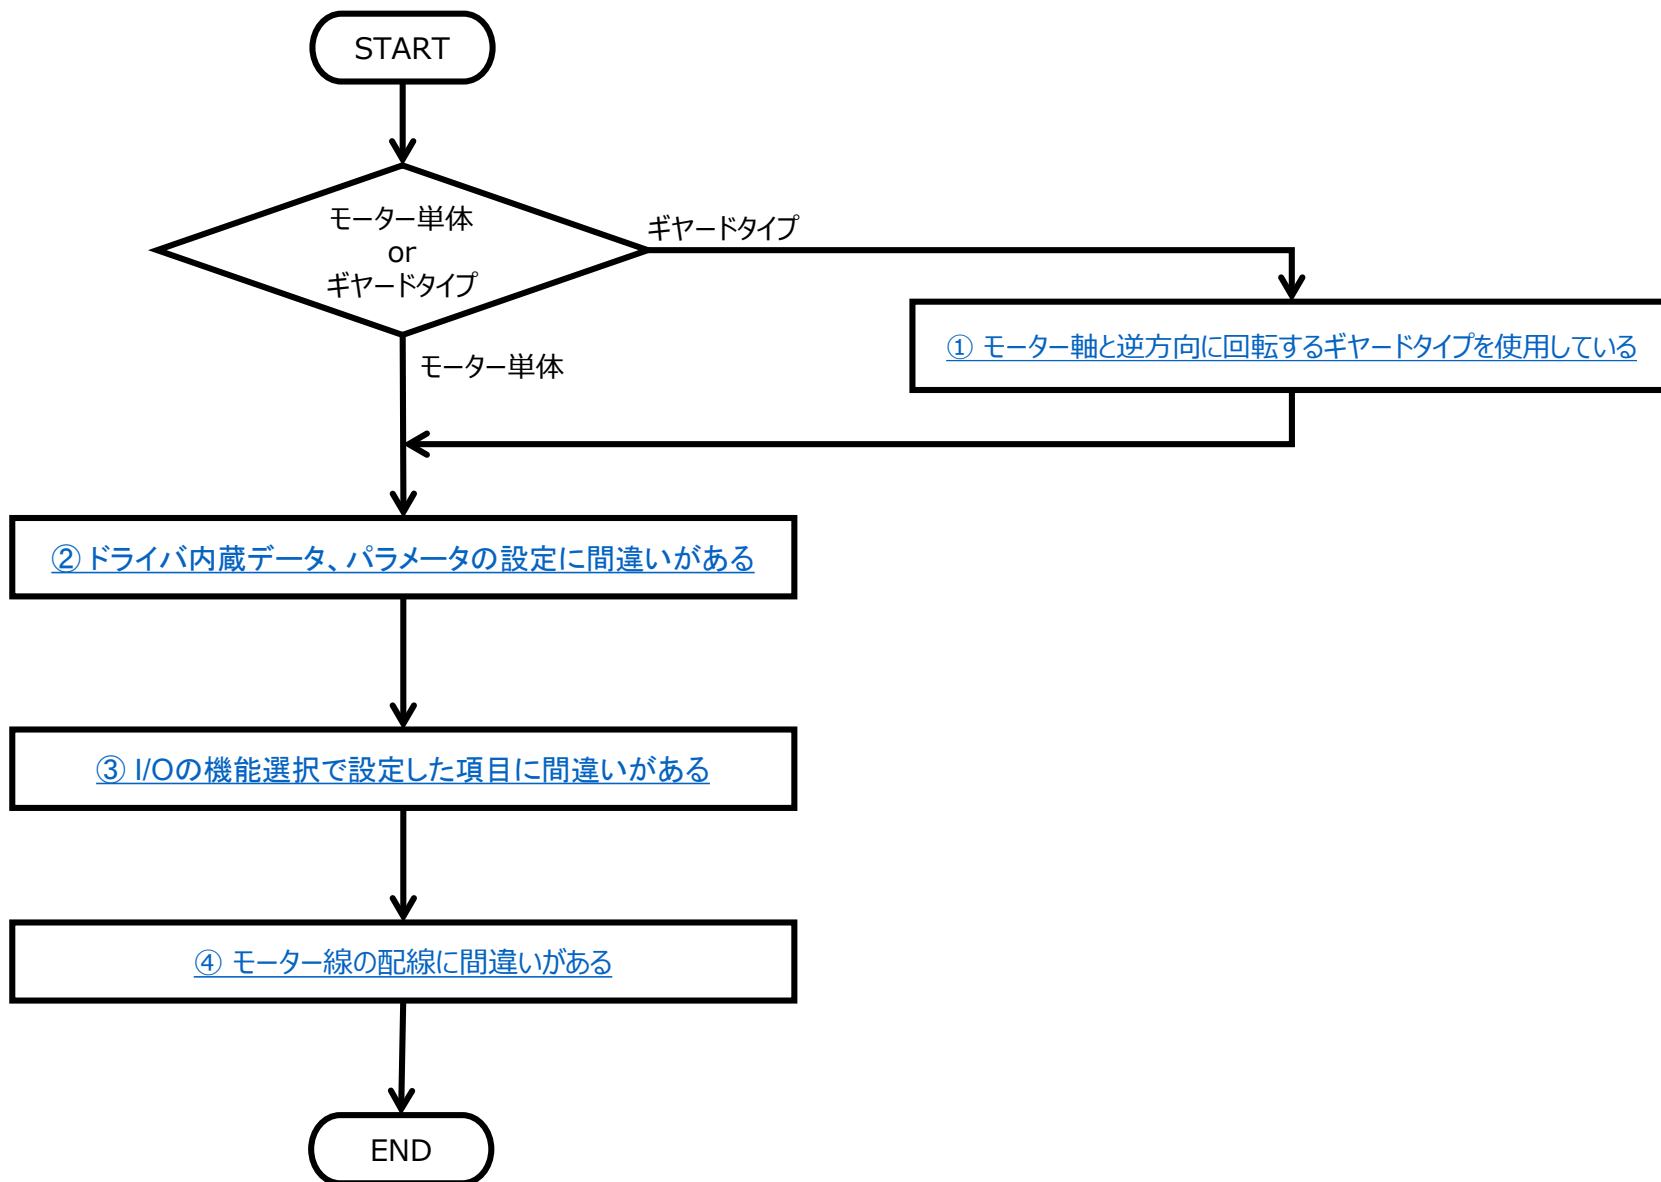 START
モーター単体
or
ギヤードタイプ
ギヤードタイプ
① モーター軸と逆方向に回転するギヤードタイプを使用している
モーター単体
② ドライバ内蔵データ、パラメータの設定に間違いがある
③ I/Oの機能選択で設定した項目に間違いがある
④ モーター線の配線に間違いがある
END